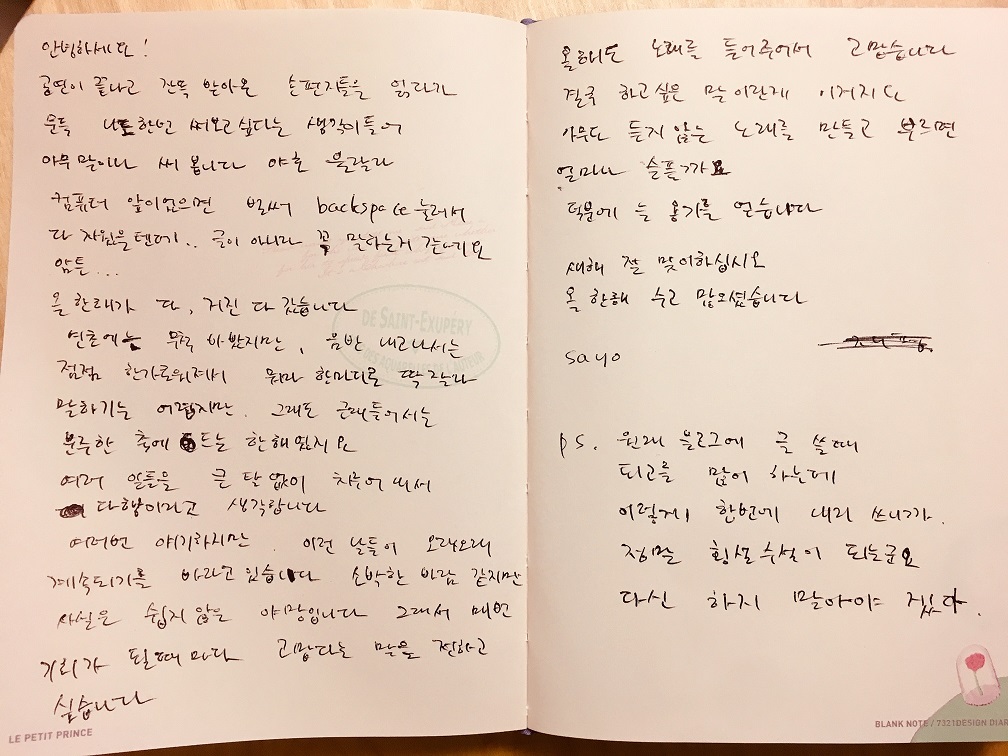 안녕하세요!
공연이 끝나고 잔뜩 받아온 손편지들을 읽다가
문득 나도 한번 써보고 싶다는 생각이 들어
아무 말이나 써 봅니다 야호 울랄라
컴퓨터 앞이었으면 벌써 backspace 눌러서
다 지웠을텐데.. 글이 아니라 꼭 말하는거 같네요
암튼...
올 한해가 다, 거진 다 갔습니다
연초에는 무척 바빴지만, 음반 내고나서는
점점 한가로워져서 뭐라 한마디로 딱 잘라
말하기는 어렵지만. 그래도 근래들어서는
분주한 축에 드는 한해였지요
여러 일들을 큰 탈 없이 치루어 내서
다행이라고 생각합니다
여러번 얘기하지만. 이런 날들이 오래오래
계속되기를 바라고 있습니다 소박한 바람 같지만
사실은 쉽지 않은 야망입니다 그래서 매번
기회가 될때 마다 고맙다는 말을 전하고
싶습니다
DE SAINT-EXUPÉRY
LE PETIT PRINCE
올해도 노래를 들어주어서 고맙습니다
결국 하고싶은 말이란게 이거지요
아무도 듣지 않는 노래를 만들고 부르면
얼마나 슬플까요
덕분에 늘 용기를 얻습니다
새해 잘 맞이하십시오
올 한해 수고 많으셨습니다
sayo
ps. 원래 블로그에 글 쓸때
퇴고를 많이 하는데
이렇게 한번에 내리 쓰니까.
정말 횡설수설이 되는군요
다신 하지 말아야 겠다.
BLANK NOTE / 7321DESIGN DIAR